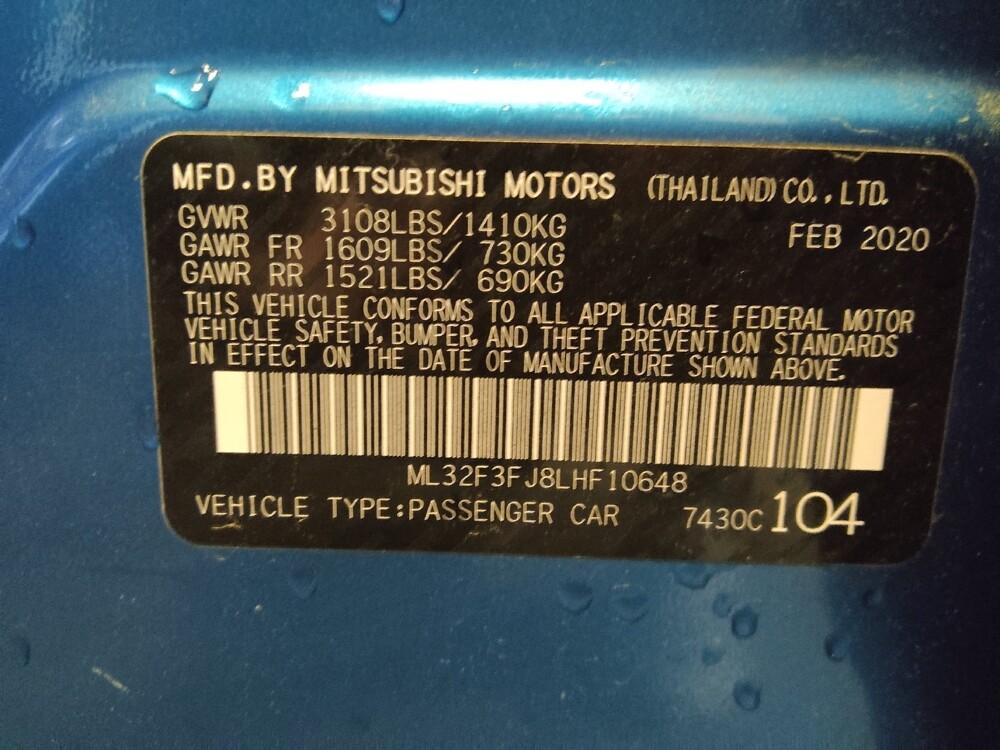 MFD.BY MITSUBISHI MOTORS (THAILAND) CO.,LTD.
GVWR 3108LBS/1410KG FEB 2020
GAWR FR 1609LBS/ 730KG
GAWR RR 1521LBS/ 690KG
THIS VEHICLE CONFORMS TO ALL APPLICABLE FEDERAL MOTOR
VEHICLE SAFETY, BUMPER, AND THEFT PREVENTION STANDARDS
IN EFFECT ON THE DATE OF MANUFACTURE SHOWN ABOVE.
ML32F3FJ8LHF10648
VEHICLE TYPE:PASSENGER CAR 7430C 104